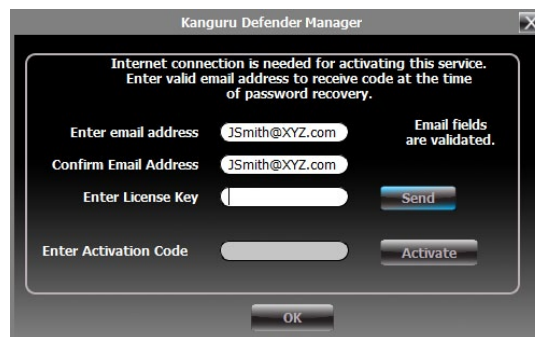 Kanguru Defender Manager
X
Internet connection is needed for activating this service.
Enter valid email address to receive code at the time
of password recovery.
Enter email address JSmith@XYZ.com Email fields
are validated.
Confirm Email Address JSmith@XYZ.com
Enter License Key Send
Enter Activation Code Activate
OK